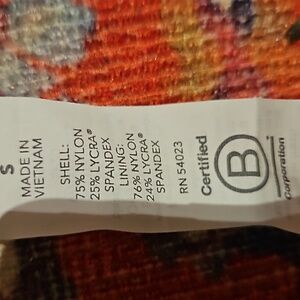 S
MADE IN
VIETNAM
SHELL:
75% NYLON
25% LYCRA®
SPANDEX
LINING:
76% NYLON
24% LYCRA®
SPANDEX
RN 54023
Certified
B
Corporation